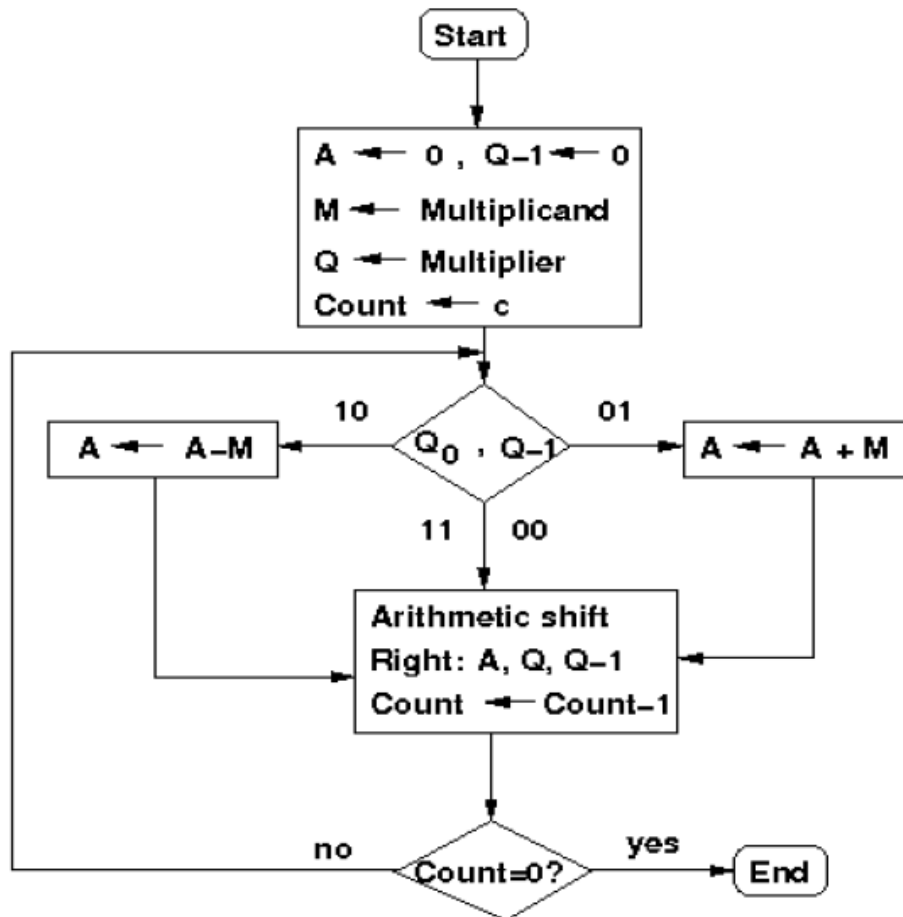 Start
A ← 0 , Q−1 ← 0
M ← Multiplicand
Q ← Multiplier
Count ← c
10
01
A ← A−M
Q₀ , Q−1
A ← A + M
11 00
Arithmetic shift
Right: A, Q, Q−1
Count ← Count−1
no
yes
Count=0?
End